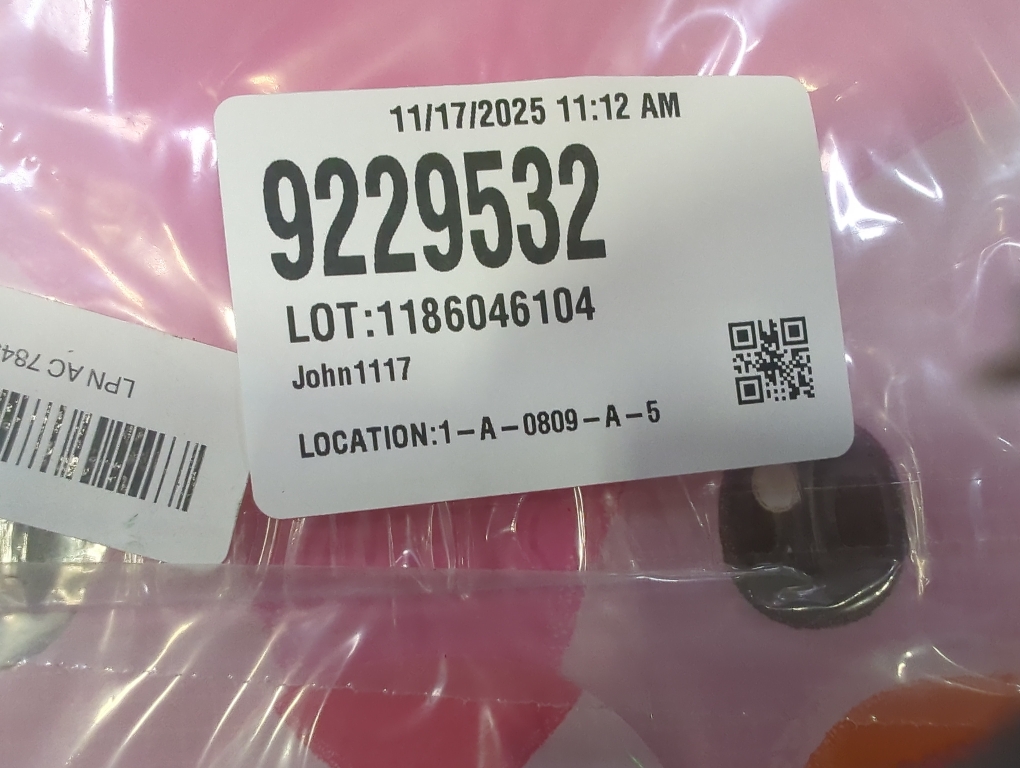 11/17/2025 11:12 AM
9229532
LOT:1186046104
John1117
LOCATION:1-A-0809-A-5
LPN AC 784